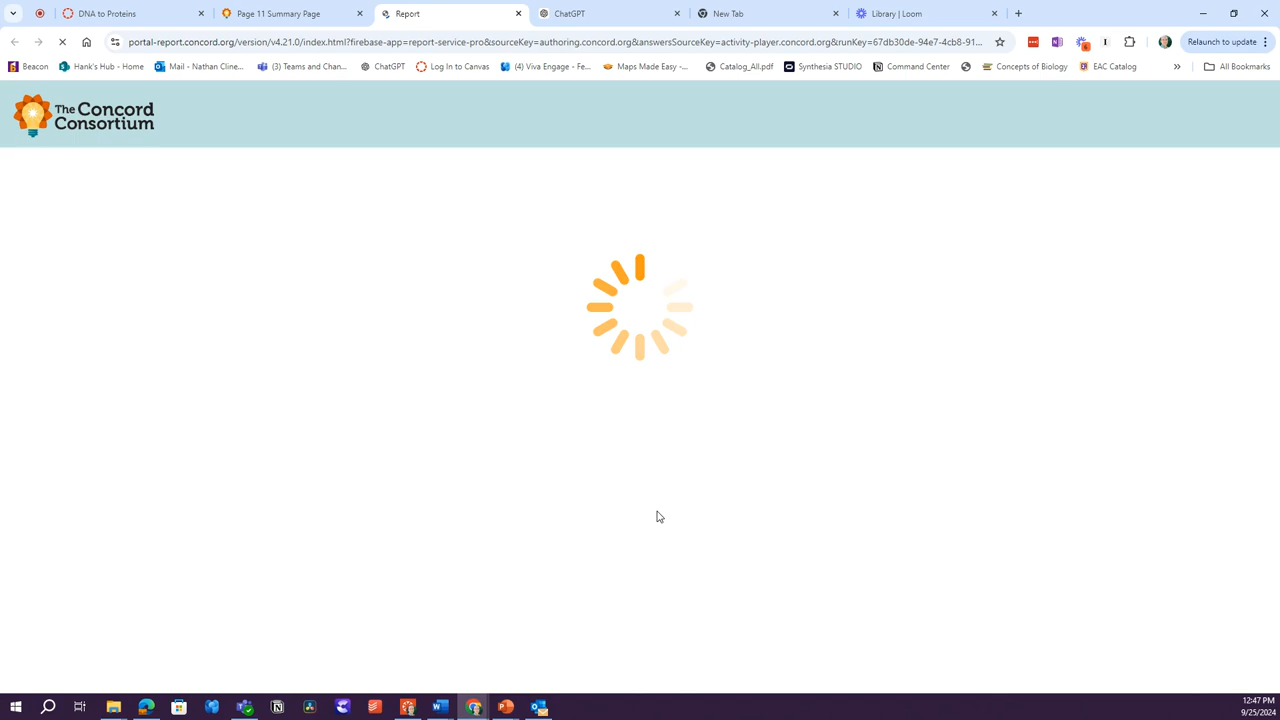 DNA to Proteins
Page 11 Summary Page
Report
ChatGPT
New Tab
Library | Loom
portal-report.concord.org/version/v4.21.0/index.html?firebase-app=report-service-pro&sourceKey=authoring.concord.org&answersSourceKey=activity-player.concord.org&runKey=67db30de-94e7-4cb8-91...
Relaunch to update
Beacon
Hank's Hub - Home
Mail - Nathan Cline...
(3) Teams and Chan...
ChatGPT
Log In to Canvas
(4) Viva Engage - Fe...
Maps Made Easy -...
Catalog_All.pdf
Synthesia STUDIO
Command Center
Concepts of Biology
EAC Catalog
All Bookmarks
The Concord
Consortium
12:47 PM
9/25/2024